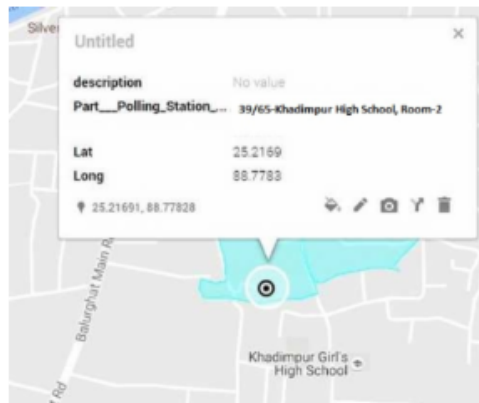 Silver
Untitled
description No value
Part___Polling_Station_... 39/65-Khadimpur High School, Room-2
Lat 25.2169
Long 88.7783
25.21691, 88.77828
Balurghat Main R
Khadimpur Girl's
High School
Rd